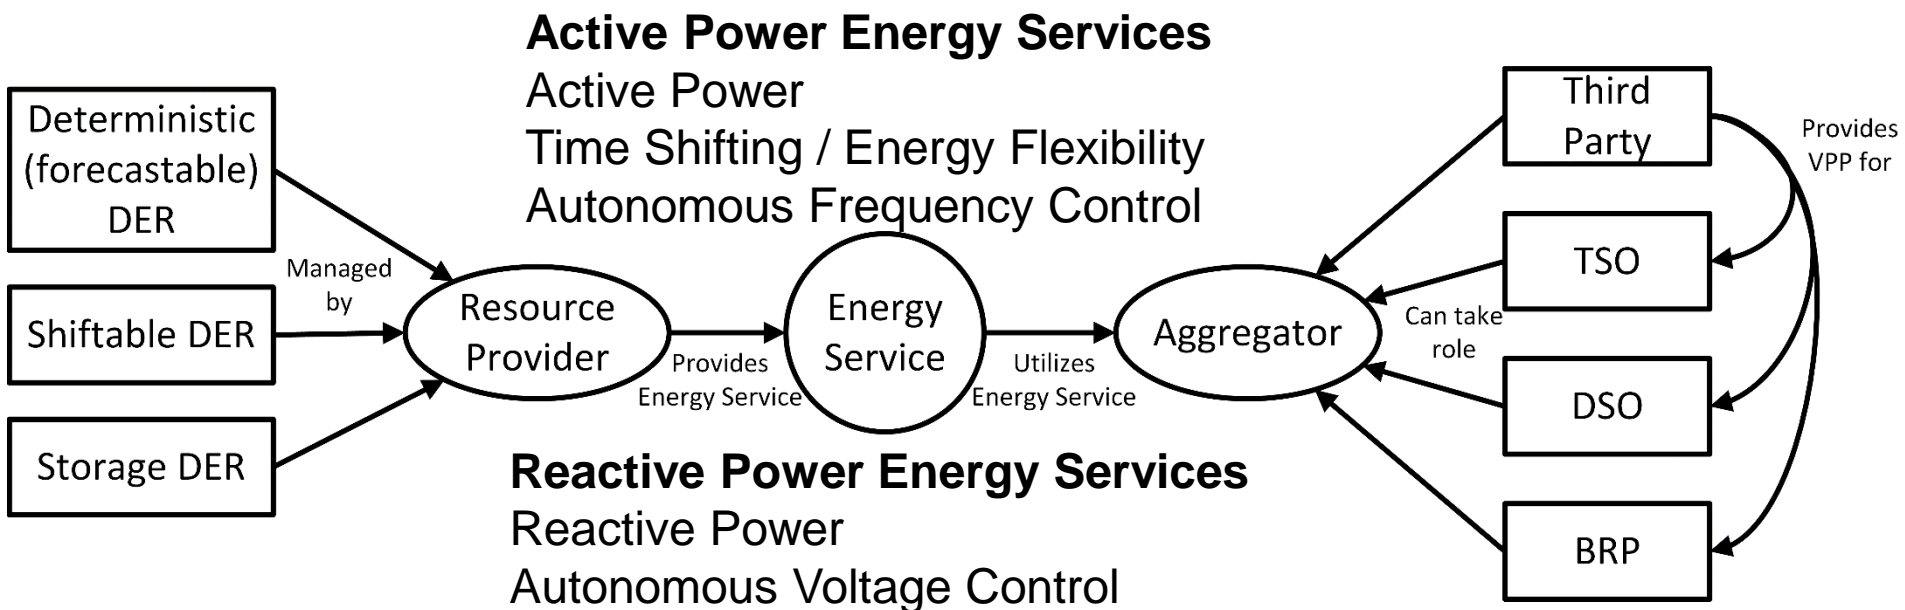 Active Power Energy Services
Active Power
Time Shifting / Energy Flexibility
Autonomous Frequency Control
Deterministic
(forecastable)
DER
Shiftable DER
Storage DER
Managed
by
Resource
Provider
Provides
Energy Service
Energy
Service
Utilizes
Energy Service
Aggregator
Can take
role
Third
Party
TSO
DSO
BRP
Provides
VPP for
Reactive Power Energy Services
Reactive Power
Autonomous Voltage Control